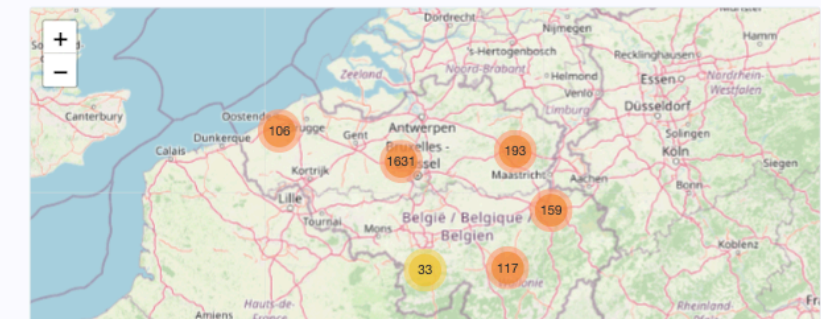 Dordrecht
Nijmegen
Hamm
+
's-Hertogenbosch
Recklinghausen
−
Zeeland
Noord-Brabant
Helmond
Essen
Nordrhein-
Westfalen
Venlo
Canterbury
Limburg
Düsseldorf
Oostende
106
Gent
Antwerpen
Solingen
Dunkerque
Calais
1631
193
Köln
Siegen
Kortrijk
Maastricht
Aachen
Bonn
Lille
Tournai
Mons
België / Belgique /
Belgien
159
Koblenz
33
117
Hauts-de-
France
Amiens
Rheinland-